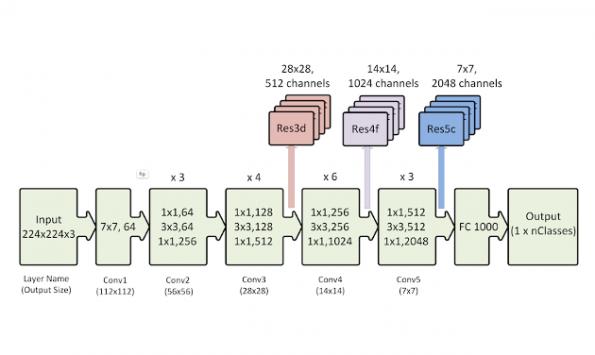 28x28,
512 channels
14x14,
1024 channels
7x7,
2048 channels
Res3d
Res4f
Res5c
x 3
x 4
x 6
x 3
Input
224x224x3
7x7, 64
1x1,64
3x3,64
1x1,256
1x1,128
3x3,128
1x1,512
1x1,256
3x3,256
1x1,1024
1x1,512
3x3,512
1x1,2048
FC 1000
Output
(1 x nClasses)
Layer Name
(Output Size)
Conv1
(112x112)
Conv2
(56x56)
Conv3
(28x28)
Conv4
(14x14)
Conv5
(7x7)